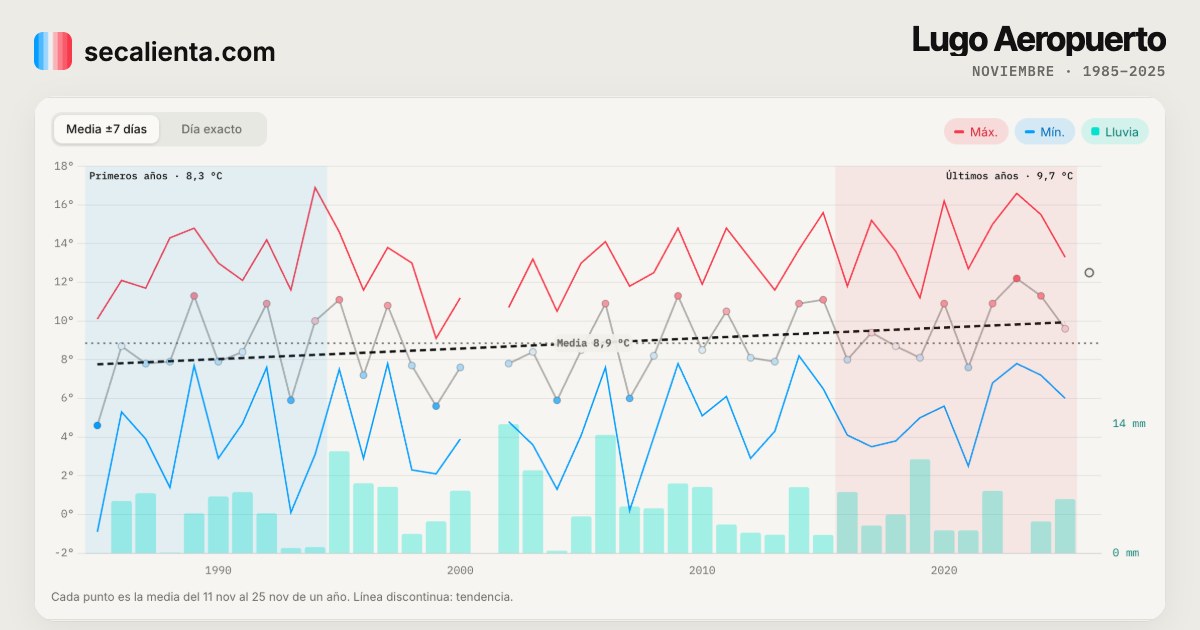 secalienta.com
Lugo Aeropuerto
NOVIEMBRE · 1985–2025
Media ±7 días
Día exacto
Máx.
Mín.
Lluvia
18°
Primeros años · 8,3 °C
Últimos años · 9,7 °C
16°
14°
12°
10°
Media 8,9 °C
8°
6°
4°
14 mm
2°
0°
-2°
0 mm
1990
2000
2010
2020
Cada punto es la media del 11 nov al 25 nov de un año. Línea discontinua: tendencia.